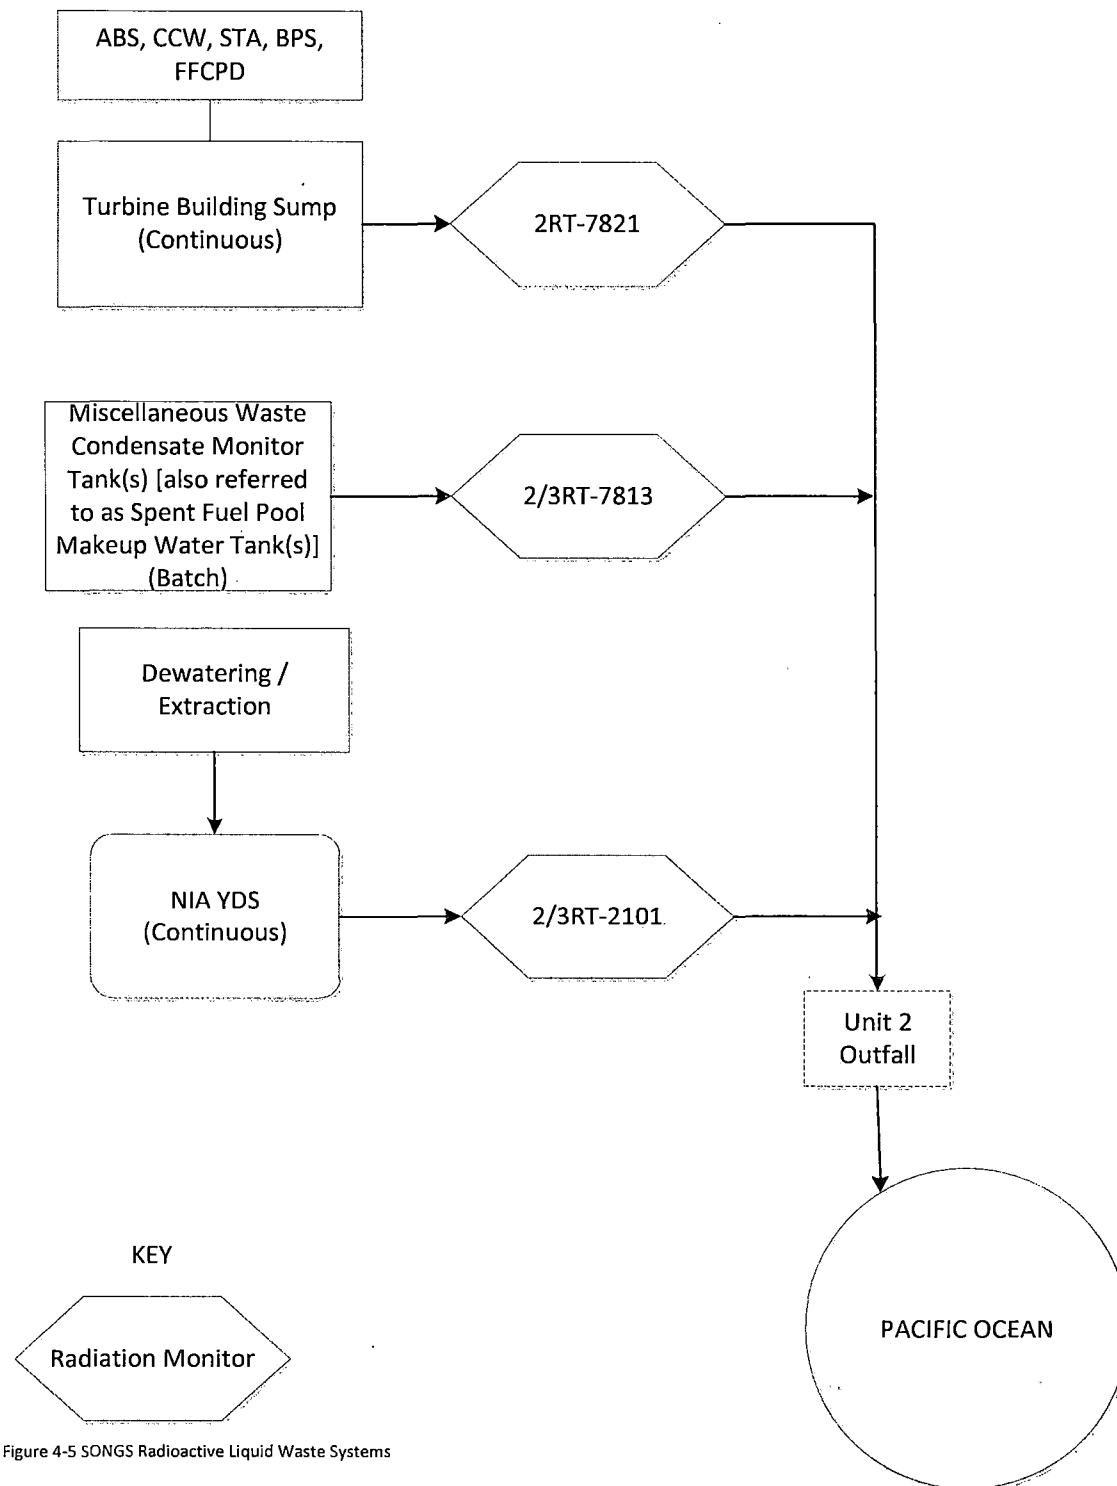 ABS, CCW, STA, BPS,
FFCPD
Turbine Building Sump
(Continuous)
2RT-7821
Miscellaneous Waste
Condensate Monitor
Tank(s) [also referred
to as Spent Fuel Pool
Makeup Water Tank(s)]
(Batch)
2/3RT-7813
Dewatering /
Extraction
NIA YDS
(Continuous)
2/3RT-2101
Unit 2
Outfall
PACIFIC OCEAN
KEY
Radiation Monitor
Figure 4-5 SONGS Radioactive Liquid Waste Systems